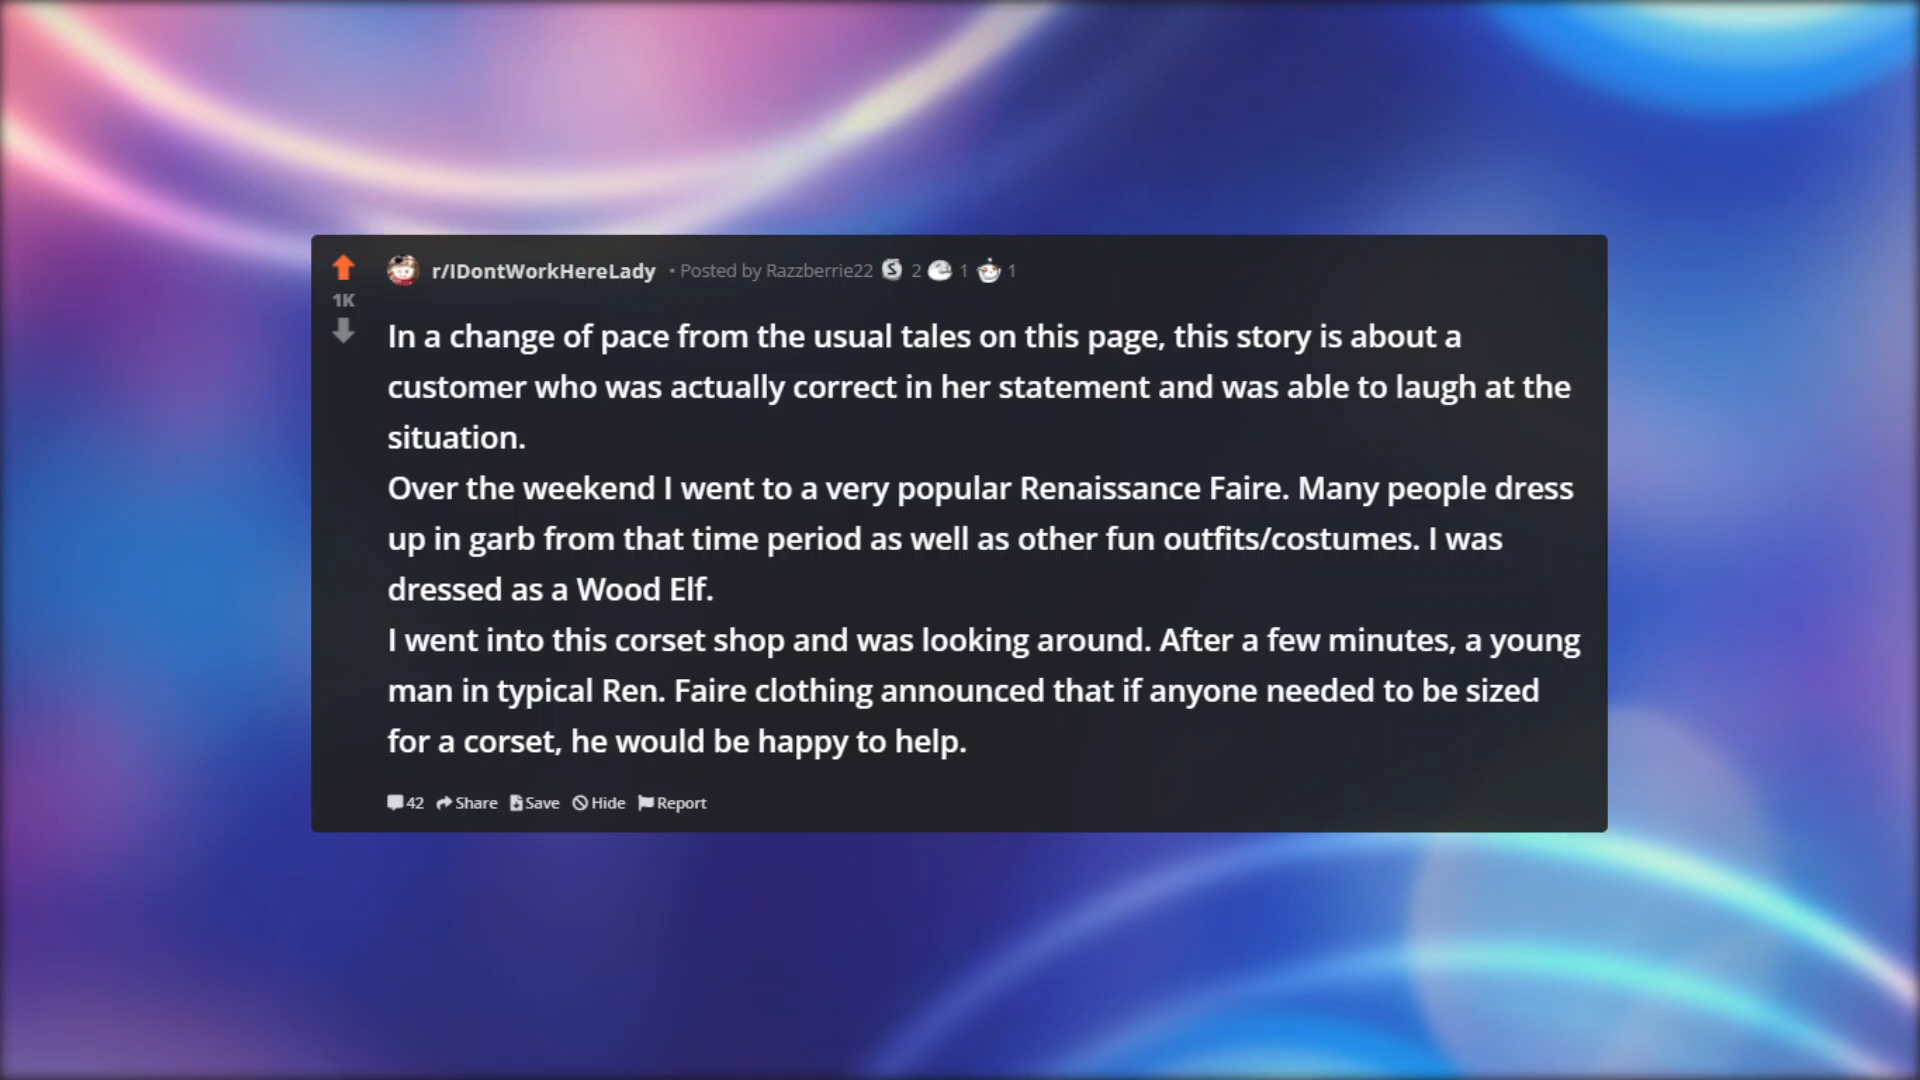 r/IDontWorkHereLady • Posted by Razzberrie22 2 1 1
1K
In a change of pace from the usual tales on this page, this story is about a
customer who was actually correct in her statement and was able to laugh at the
situation.
Over the weekend I went to a very popular Renaissance Faire. Many people dress
up in garb from that time period as well as other fun outfits/costumes. I was
dressed as a Wood Elf.
I went into this corset shop and was looking around. After a few minutes, a young
man in typical Ren. Faire clothing announced that if anyone needed to be sized
for a corset, he would be happy to help.
42 Share Save Hide Report